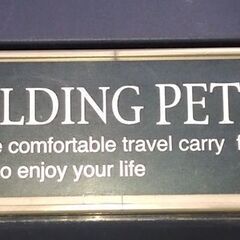 LDING PET
comfortable travel carry
o enjoy your life